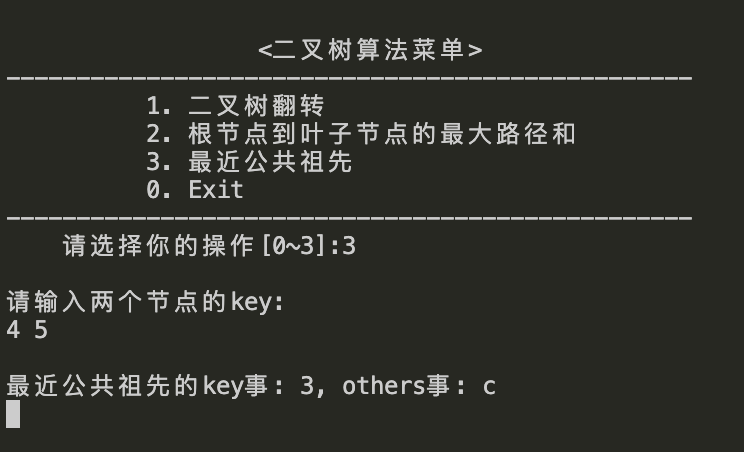 <二叉树算法菜单>
-------------------------------------------------
1. 二叉树翻转
2. 根节点到叶子节点的最大路径和
3. 最近公共祖先
0. Exit
-------------------------------------------------
请选择你的操作[0~3]:3
请输入两个节点的key:
4 5
最近公共祖先的key事: 3, others事: c